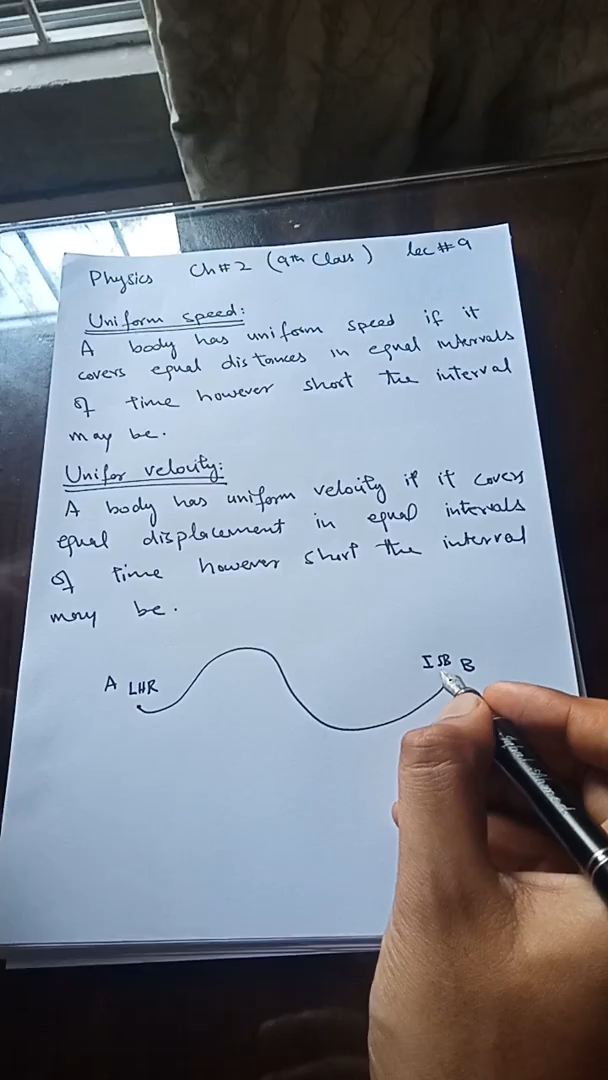 Physics Ch#2 (9th Class) lec#9
Uniform speed:
A body has uniform speed if it
covers equal distances in equal intervals
of time however short the interval
may be.
Unifor velocity:
A body has uniform velocity if it covers
equal displacement in equal intervals
of time however short the interval
may be.
A LHR
ISB B